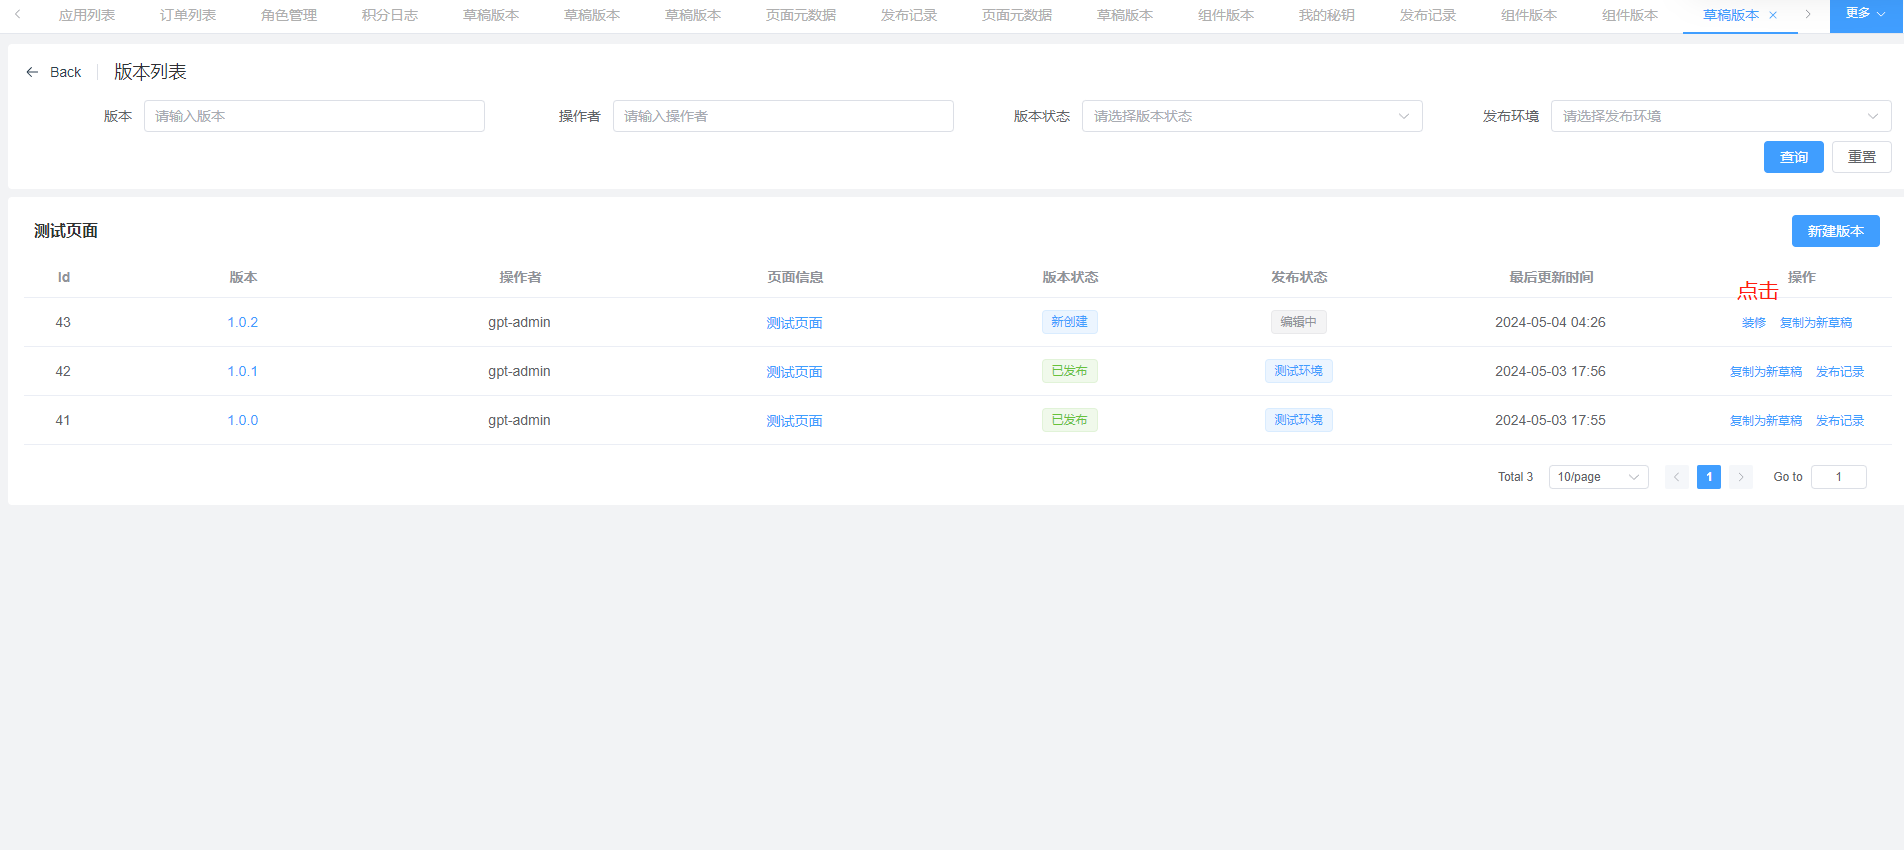 应用列表 订单列表 角色管理 积分日志 草稿版本 草稿版本 草稿版本 页面元数据 发布记录 页面元数据 草稿版本 组件版本 我的秘钥 发布记录 组件版本 组件版本 草稿版本 更多
Back 版本列表
版本 请输入版本 操作者 请输入操作者 版本状态 请选择版本状态 发布环境 请选择发布环境
查询 重置
测试页面 新建版本
Id 版本 操作者 页面信息 版本状态 发布状态 最后更新时间 操作
点击
43 1.0.2 gpt-admin 测试页面 新创建 编辑中 2024-05-04 04:26 装修 复制为新草稿
42 1.0.1 gpt-admin 测试页面 已发布 测试环境 2024-05-03 17:56 复制为新草稿 发布记录
41 1.0.0 gpt-admin 测试页面 已发布 测试环境 2024-05-03 17:55 复制为新草稿 发布记录
Total 3 10/page 1 Go to 1